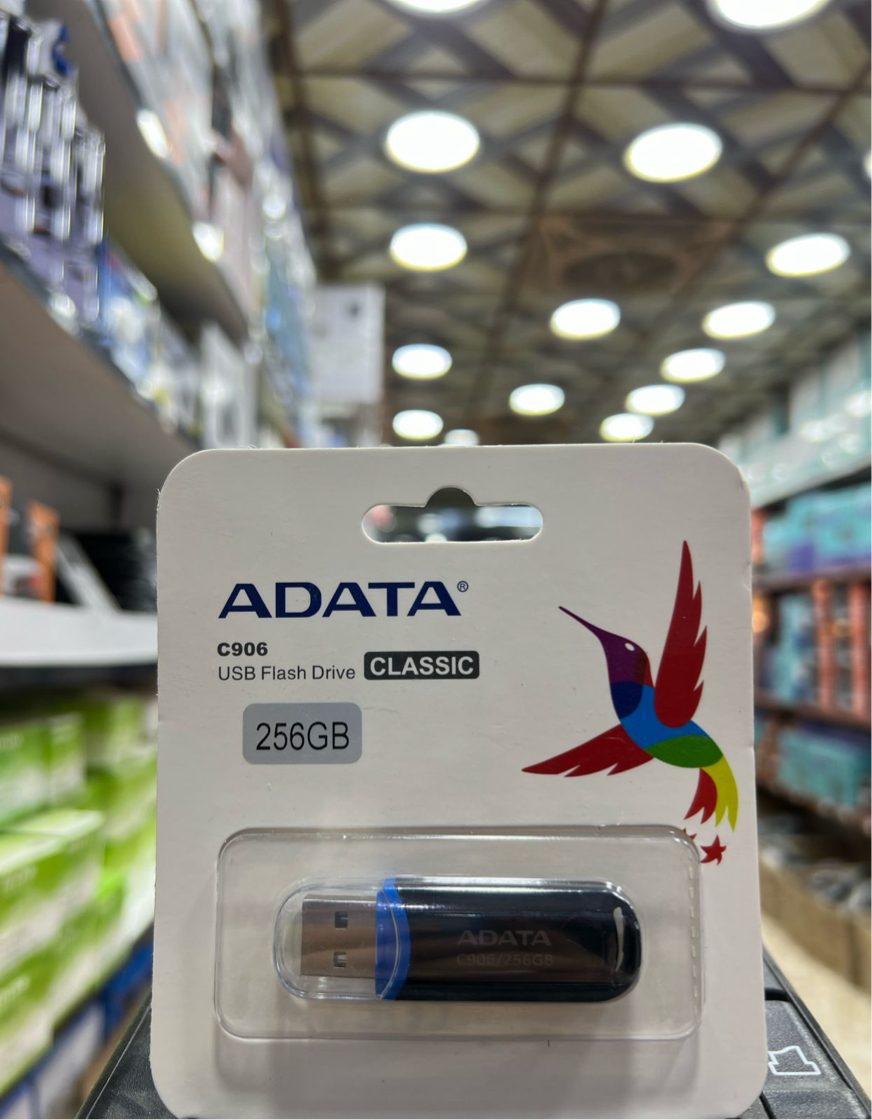 ADATA®
C906
USB Flash Drive CLASSIC
256GB
ADATA
C906/256GB